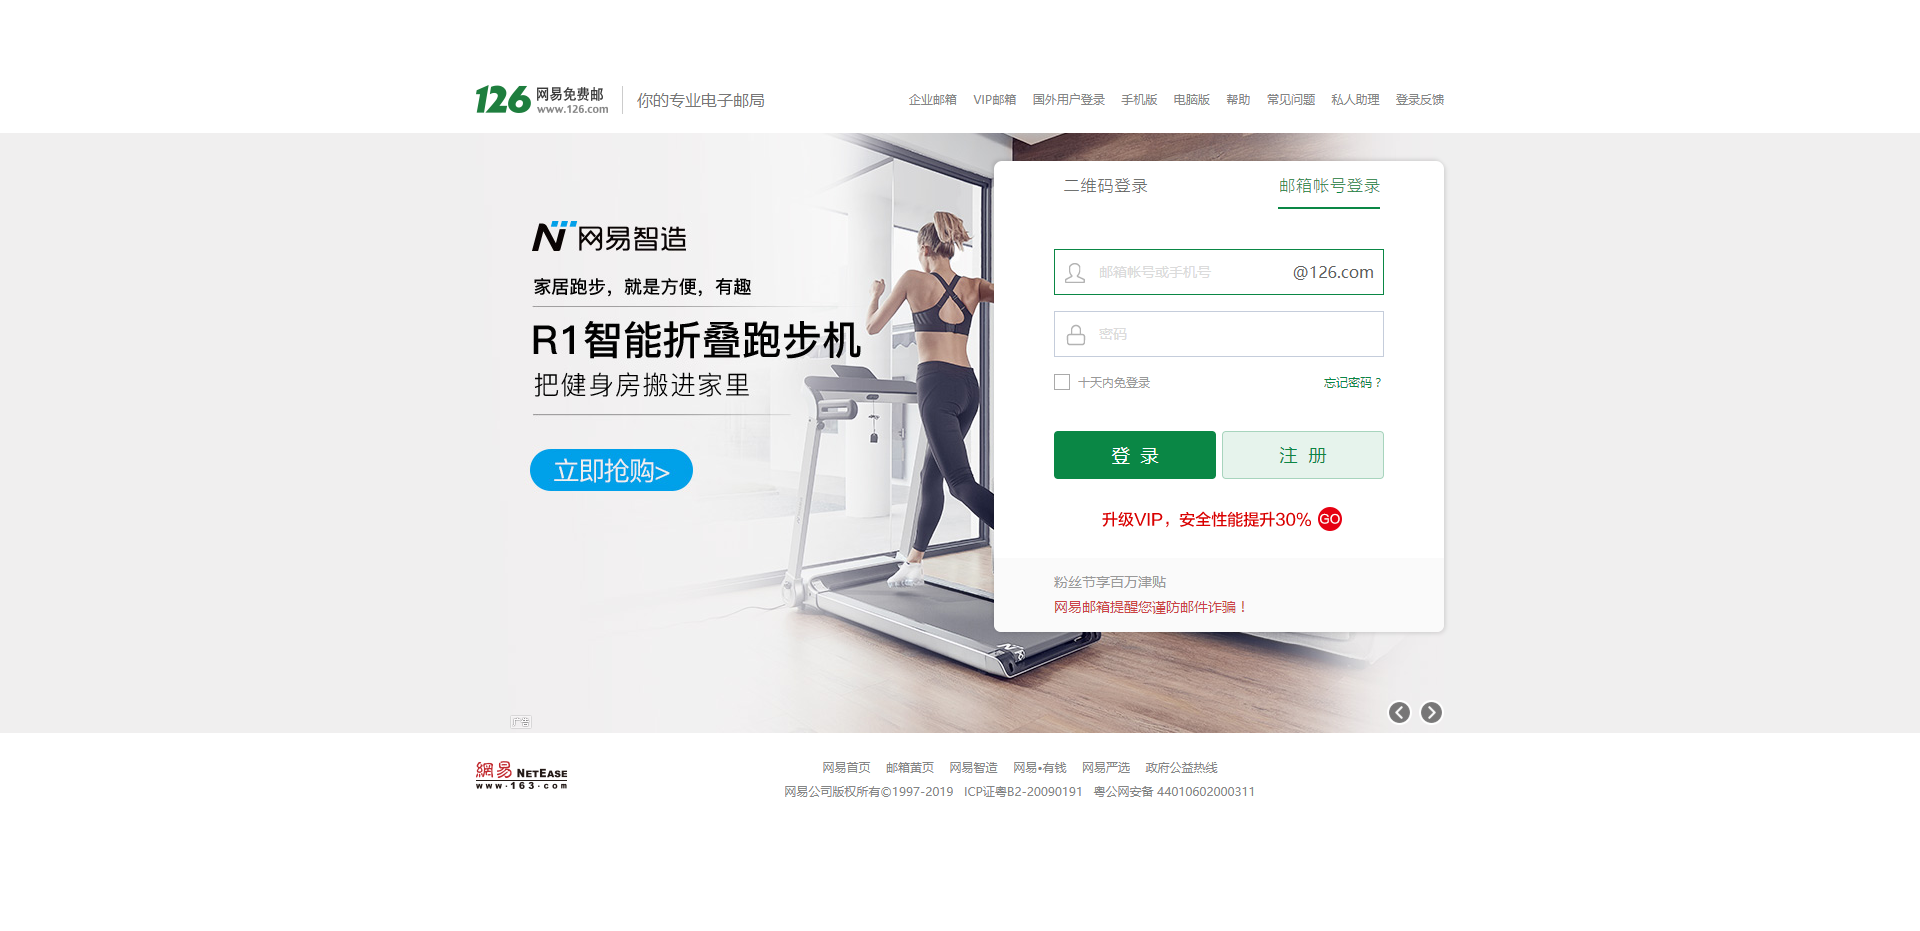 126 网易免费邮
www.126.com
你的专业电子邮局
企业邮箱 VIP邮箱 国外用户登录 手机版 电脑版 帮助 常见问题 私人助理 登录反馈
网易智造
家居跑步，就是方便，有趣
R1智能折叠跑步机
把健身房搬进家里
立即抢购>
广告
二维码登录 邮箱帐号登录
邮箱帐号或手机号 @126.com
密码
十天内免登录 忘记密码？
登 录 注 册
升级VIP，安全性能提升30% GO
粉丝节享百万津贴
网易邮箱提醒您谨防邮件诈骗！
網易 NETEASE
www.163.com
网易首页 邮箱黄页 网易智造 网易•有钱 网易严选 政府公益热线
网易公司版权所有©1997-2019 ICP证粤B2-20090191 粤公网安备 44010602000311